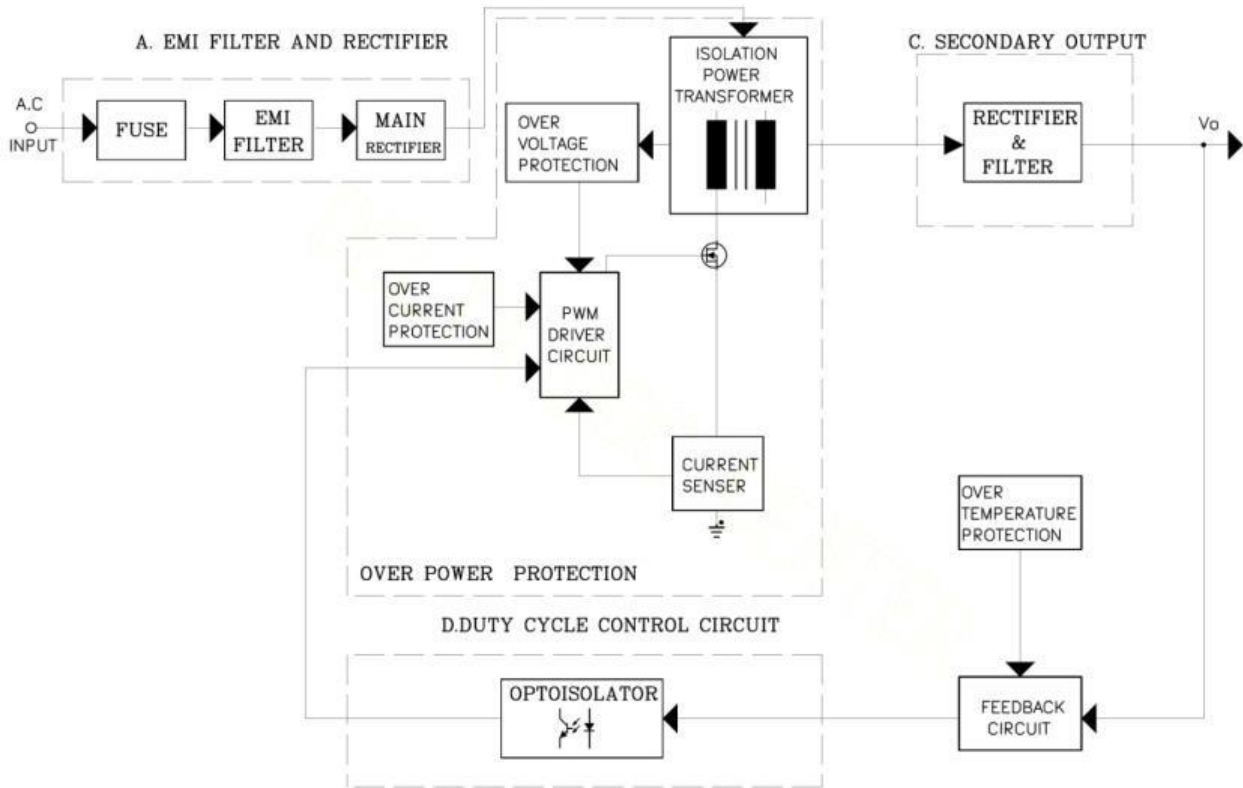 A. EMI FILTER AND RECTIFIER
C. SECONDARY OUTPUT
A.C
INPUT
FUSE
EMI
FILTER
MAIN
RECTIFIER
OVER
VOLTAGE
PROTECTION
ISOLATION
POWER
TRANSFORMER
RECTIFIER
&
FILTER
Vo
OVER
CURRENT
PROTECTION
PWM
DRIVER
CIRCUIT
CURRENT
SENSER
OVER
TEMPERATURE
PROTECTION
OVER POWER PROTECTION
D.DUTY CYCLE CONTROL CIRCUIT
OPTOISOLATOR
FEEDBACK
CIRCUIT